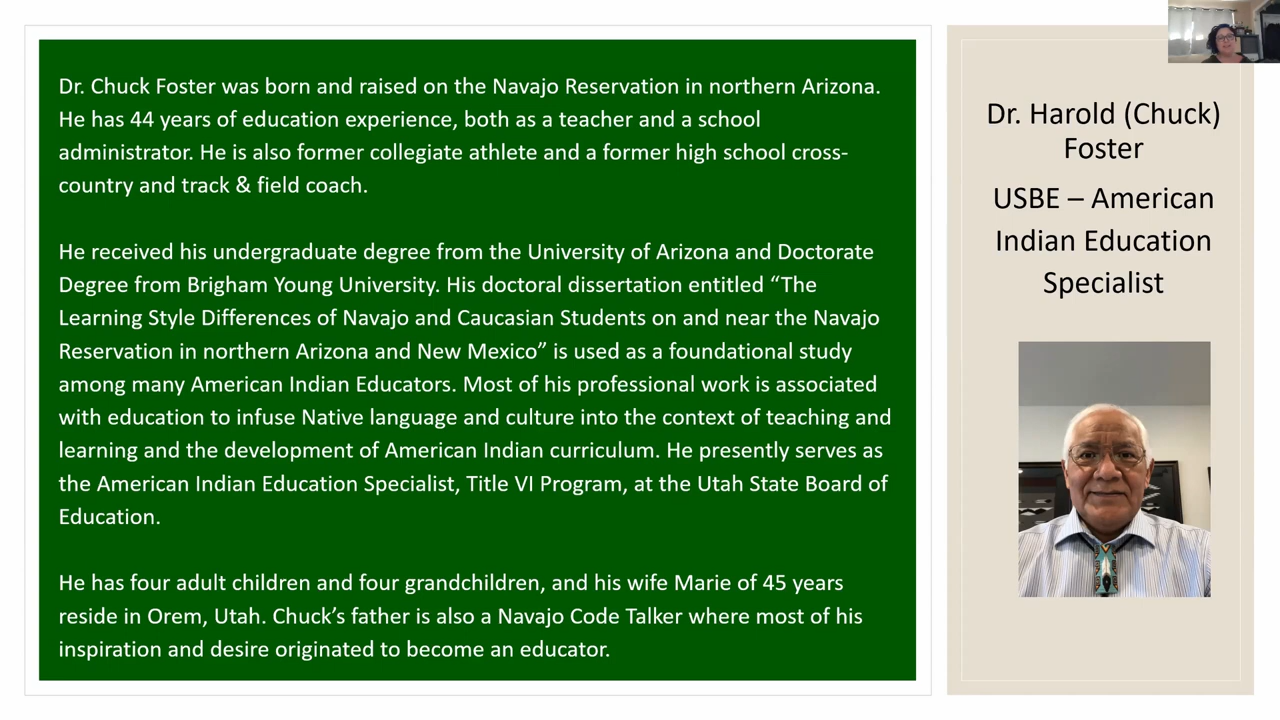 Dr. Chuck Foster was born and raised on the Navajo Reservation in northern Arizona.
He has 44 years of education experience, both as a teacher and a school
administrator. He is also former collegiate athlete and a former high school cross-
country and track & field coach.
He received his undergraduate degree from the University of Arizona and Doctorate
Degree from Brigham Young University. His doctoral dissertation entitled “The
Learning Style Differences of Navajo and Caucasian Students on and near the Navajo
Reservation in northern Arizona and New Mexico” is used as a foundational study
among many American Indian Educators. Most of his professional work is associated
with education to infuse Native language and culture into the context of teaching and
learning and the development of American Indian curriculum. He presently serves as
the American Indian Education Specialist, Title VI Program, at the Utah State Board of
Education.
He has four adult children and four grandchildren, and his wife Marie of 45 years
reside in Orem, Utah. Chuck’s father is also a Navajo Code Talker where most of his
inspiration and desire originated to become an educator.
Dr. Harold (Chuck)
Foster
USBE – American
Indian Education
Specialist